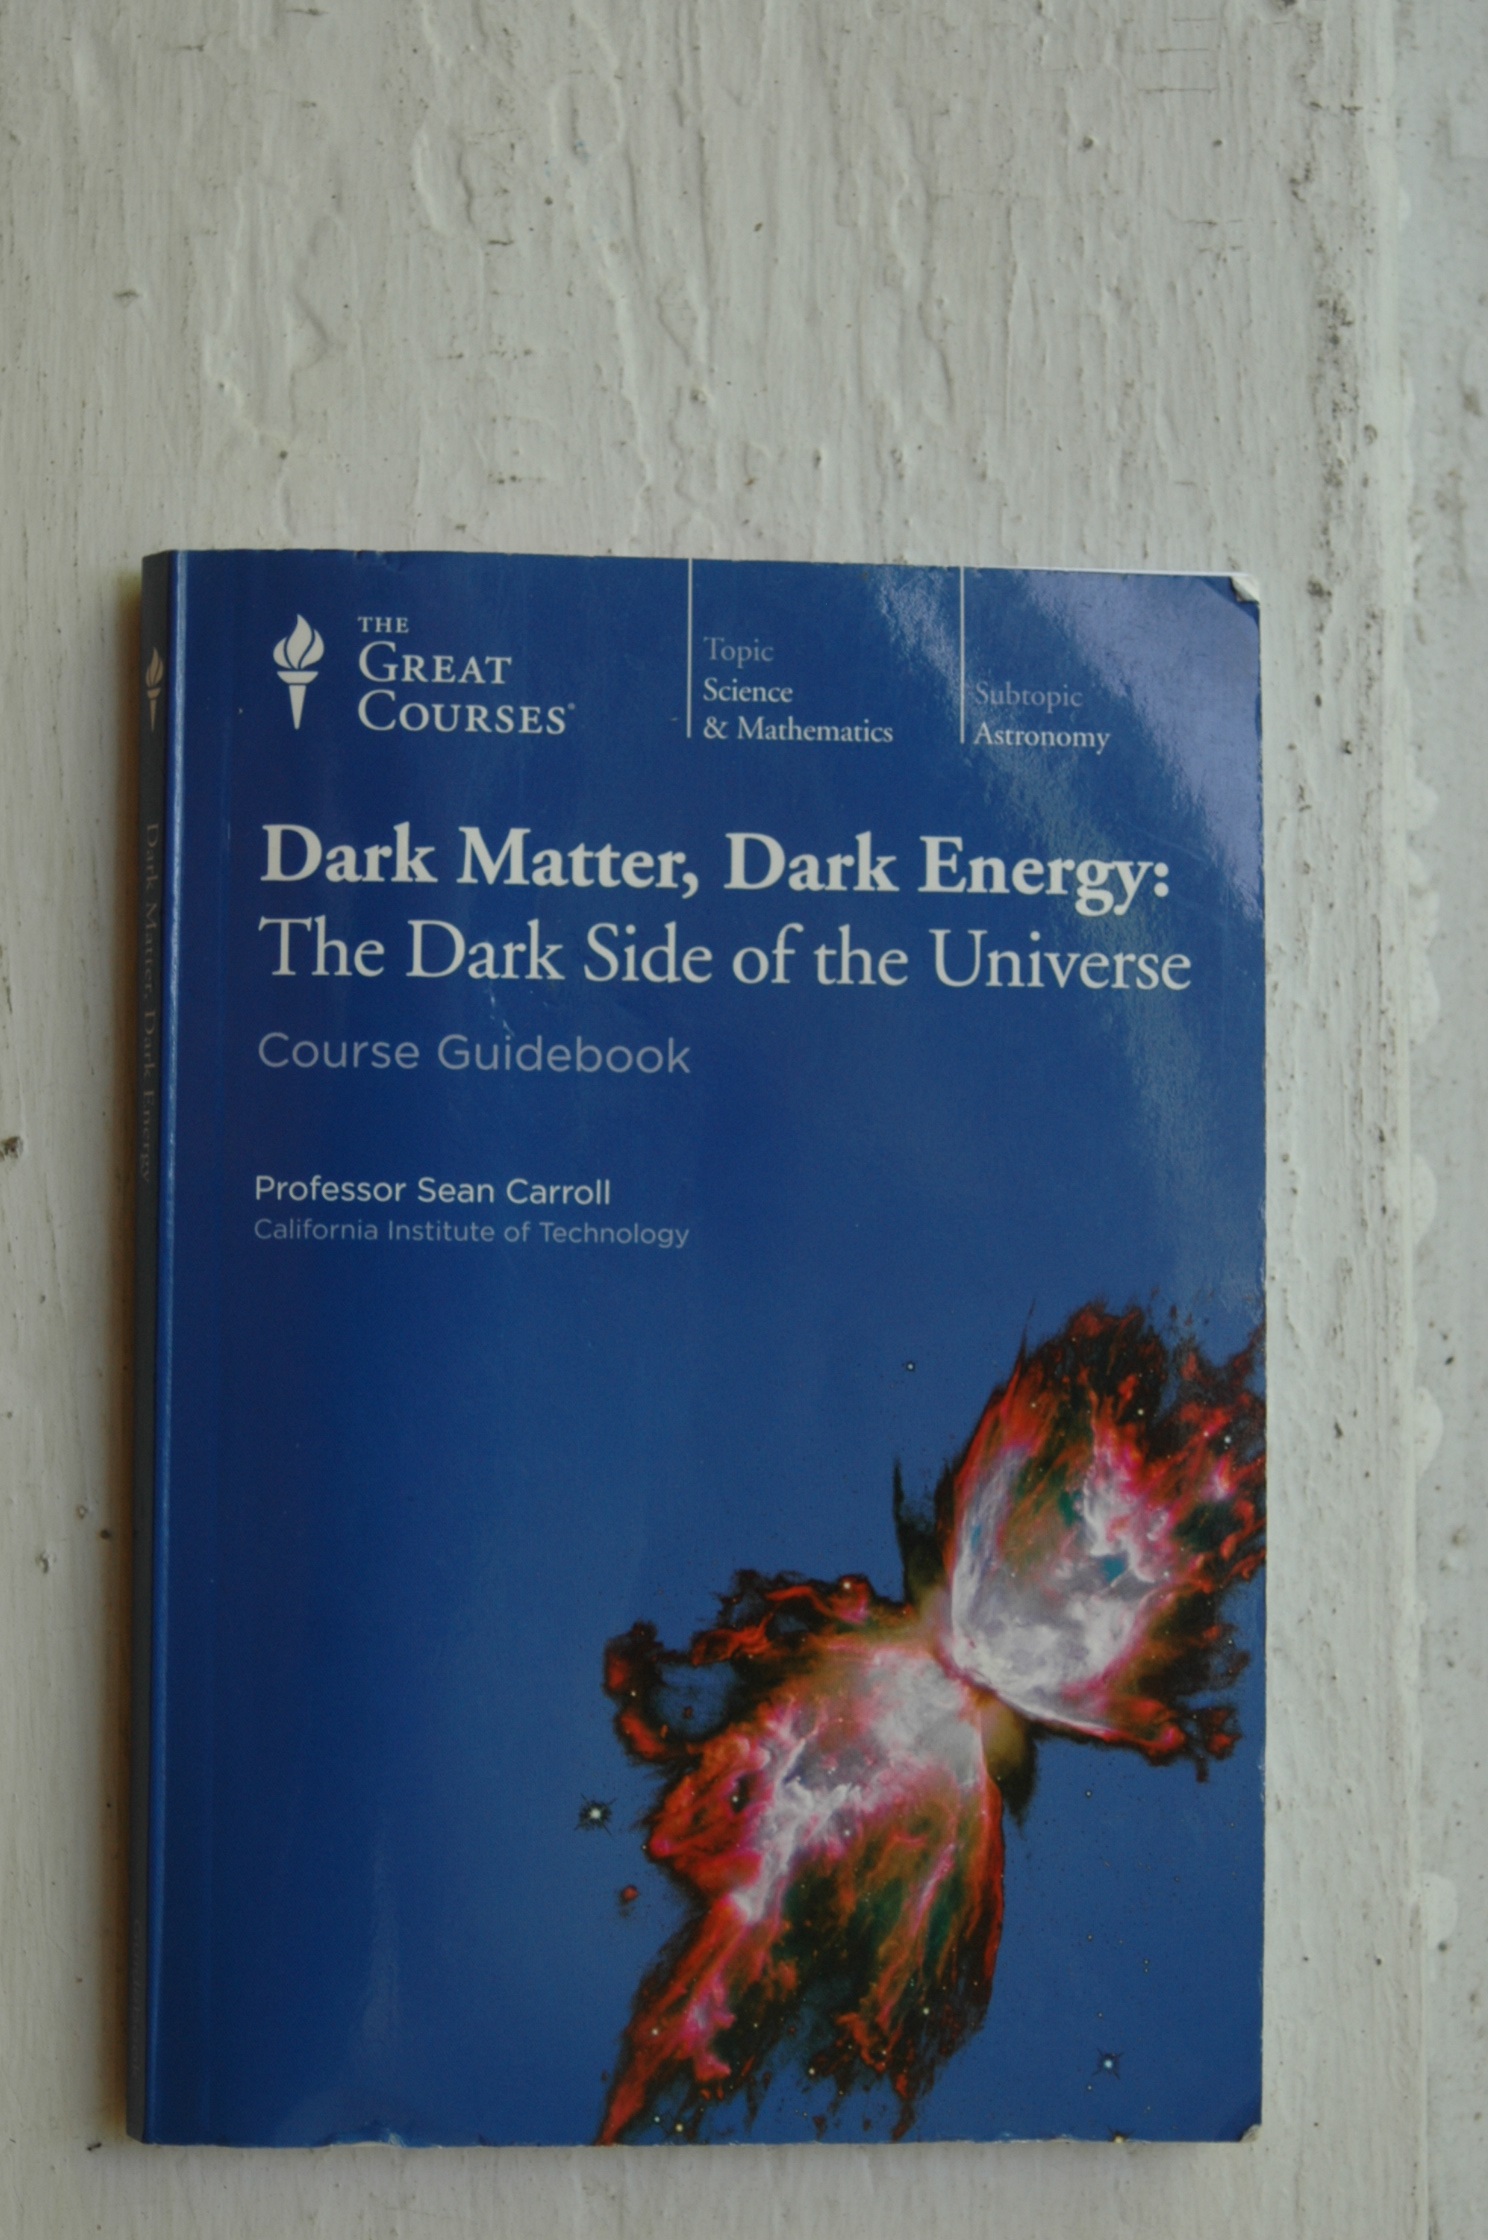 THE
GREAT
COURSES®
Topic
Science
& Mathematics
Subtopic
Astronomy
Dark Matter, Dark Energy:
The Dark Side of the Universe
Course Guidebook
Professor Sean Carroll
California Institute of Technology
Dark Matter, Dark Energy